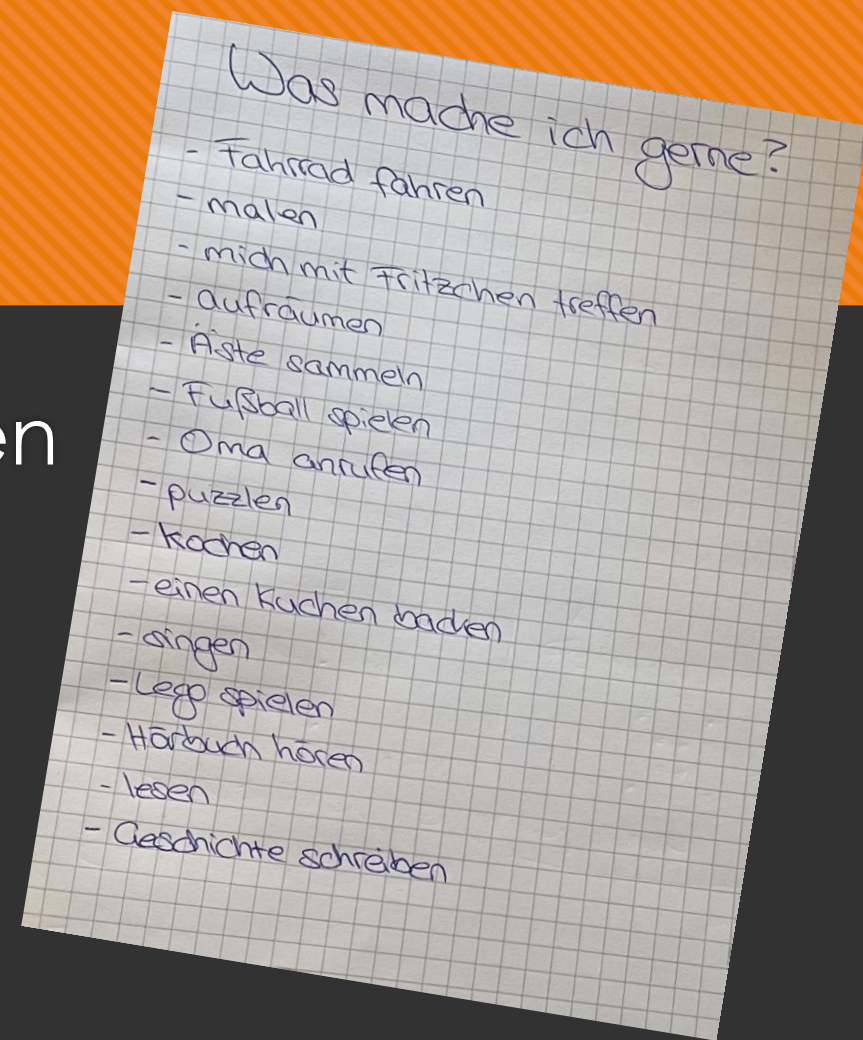 Was mache ich gerne?
- Fahrrad fahren
- malen
- mich mit Fritzchen treffen
- aufräumen
- Äste sammeln
- Fußball spielen
- Oma anrufen
- puzzlen
- kochen
- einen Kuchen backen
- singen
- Lego spielen
- Hörbuch hören
- lesen
- Geschichte schreiben
en